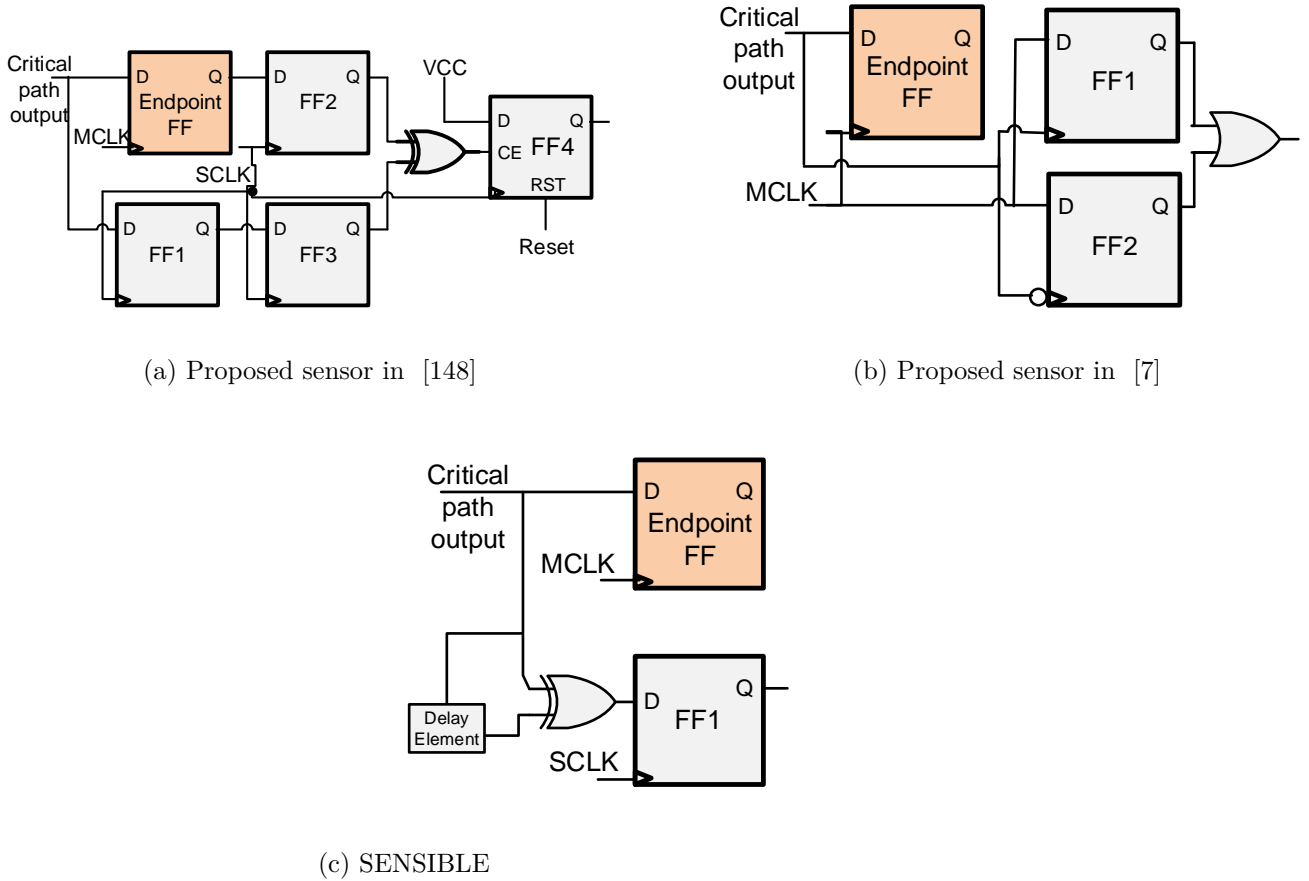 Critical
path
output
D Q
Endpoint
FF
MCLK
D Q
FF2
SCLK
D Q
FF1
D Q
FF3
VCC
D Q
CE FF4
RST
Reset
(a) Proposed sensor in [148]
Critical
path
output
D Q
Endpoint
FF
MCLK
D Q
FF1
D Q
FF2
(b) Proposed sensor in [7]
Critical
path
output
D Q
Endpoint
FF
MCLK
Delay
Element
D Q
FF1
SCLK
(c) SENSIBLE